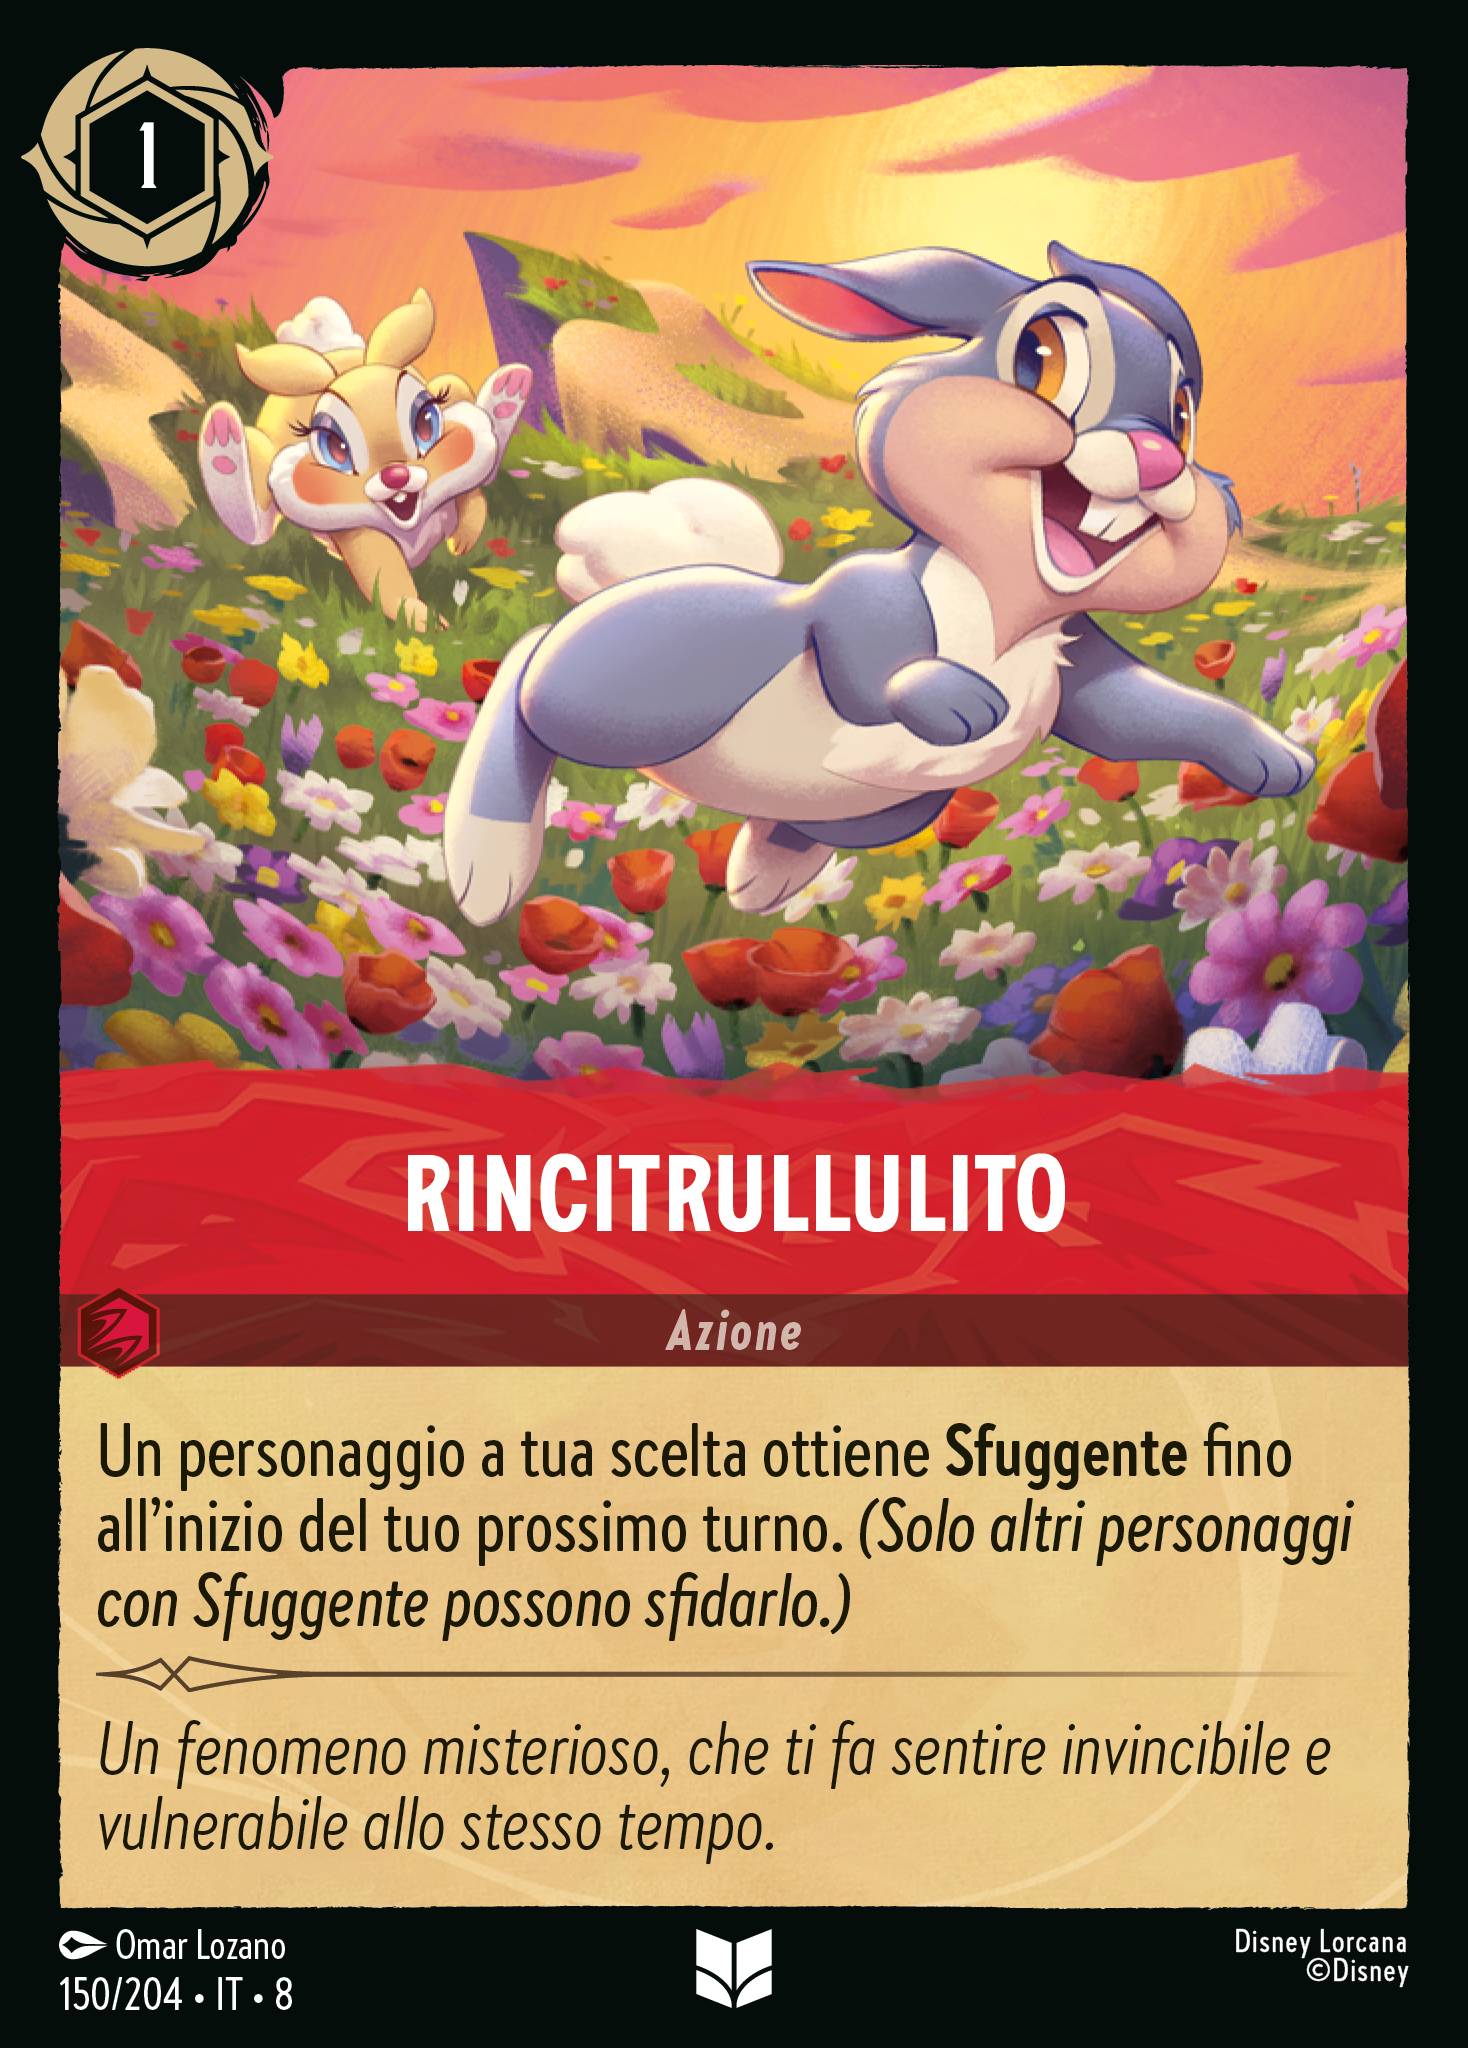 1
RINCITRULLULITO
Azione
Un personaggio a tua scelta ottiene Sfuggente fino
all’inizio del tuo prossimo turno. (Solo altri personaggi
con Sfuggente possono sfidarlo.)
Un fenomeno misterioso, che ti fa sentire invincibile e
vulnerabile allo stesso tempo.
Omar Lozano
150/204 • IT • 8
Disney Lorcana
©Disney